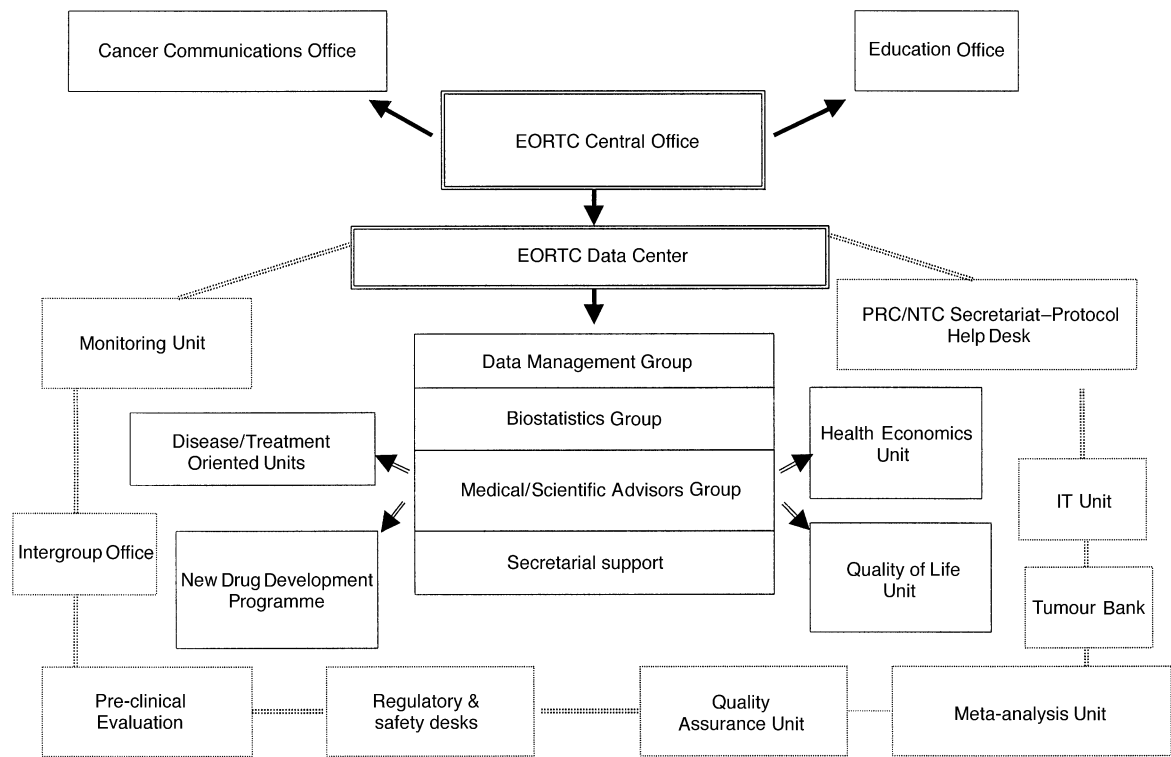 Cancer Communications Office
Education Office
EORTC Central Office
EORTC Data Center
Monitoring Unit
PRC/NTC Secretariat–Protocol
Help Desk
Data Management Group
Biostatistics Group
Medical/Scientific Advisors Group
Secretarial support
Disease/Treatment
Oriented Units
Health Economics
Unit
IT Unit
Intergroup Office
New Drug Development
Programme
Quality of Life
Unit
Tumour Bank
Pre-clinical
Evaluation
Regulatory &
safety desks
Quality
Assurance Unit
Meta-analysis Unit